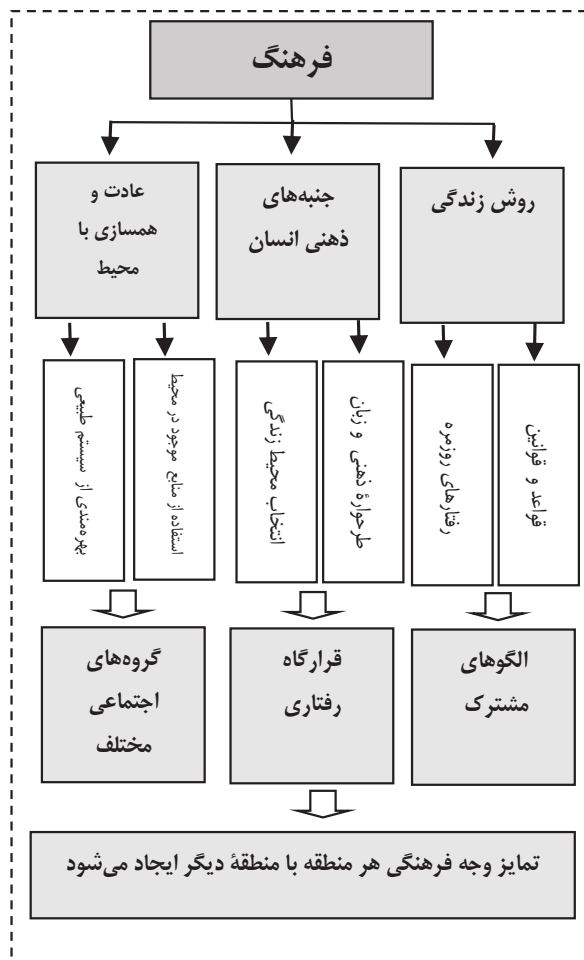 فرهنگ
روش زندگی
جنبه‌های
ذهنی انسان
عادت و
همسازی با
محیط
قواعد و قوانین
رفتارهای روزمره
طرحوارهٔ ذهنی و زبان
انتخاب محیط زندگی
استفاده از منابع موجود در محیط
بهره‌مندی از سیستم طبیعی
الگوهای
مشترک
قرارگاه
رفتاری
گروه‌های
اجتماعی
مختلف
تمایز وجه فرهنگی هر منطقه با منطقهٔ دیگر ایجاد می‌شود